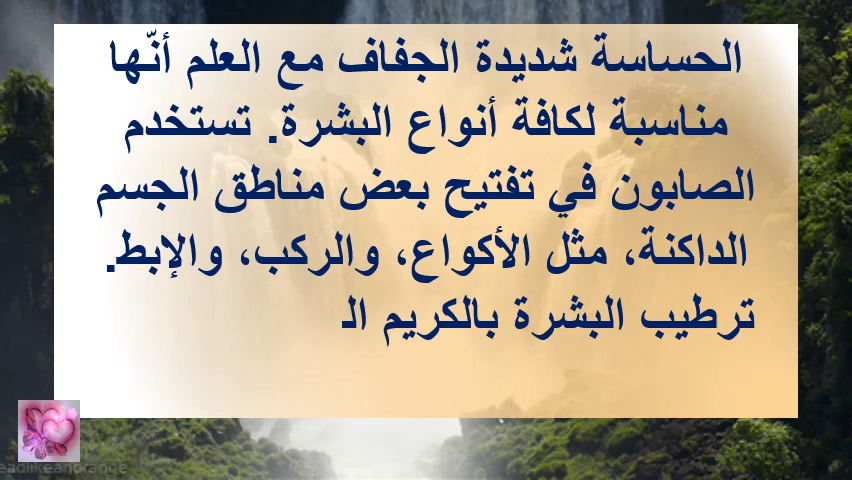 الحساسة شديدة الجفاف مع العلم أنّها
مناسبة لكافة أنواع البشرة. تستخدم
الصابون في تفتيح بعض مناطق الجسم
الداكنة، مثل الأكواع، والركب، والإبط.
ترطيب البشرة بالكريم الـ
eadlikeanorange